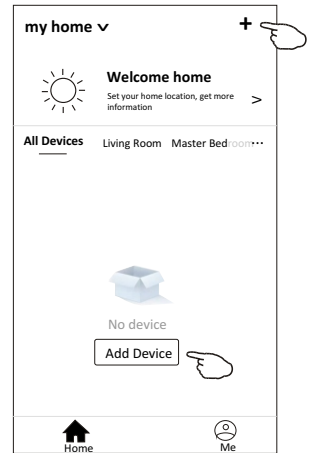 my home
+
Welcome home
Set your home location, get more
information
>
All Devices Living Room Master Bedroom ...
No device
Add Device
Home Me